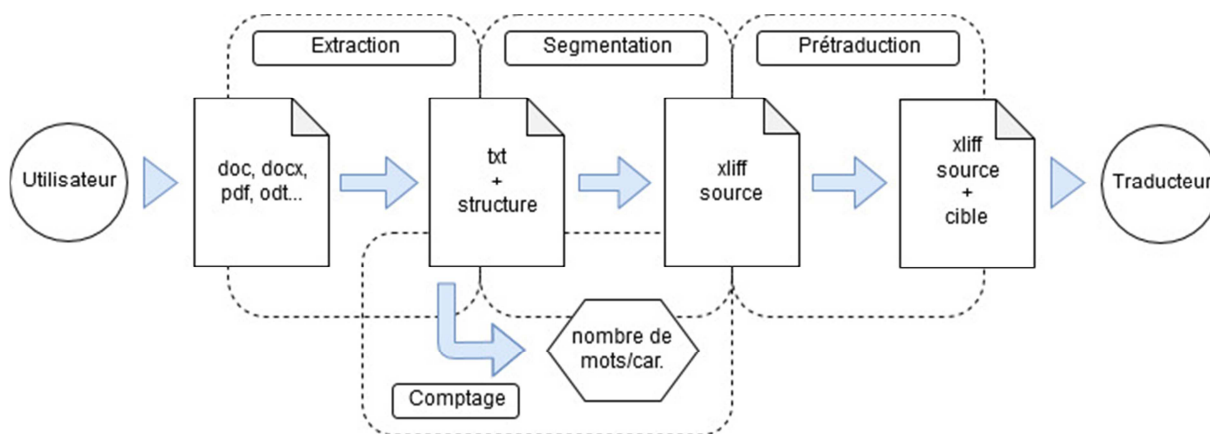 Extraction
Segmentation
Prétraduction
Utilisateur
doc, docx,
pdf, odt...
txt
+
structure
xliff
source
xliff
source
+
cible
Traducteur
nombre de
mots/car.
Comptage